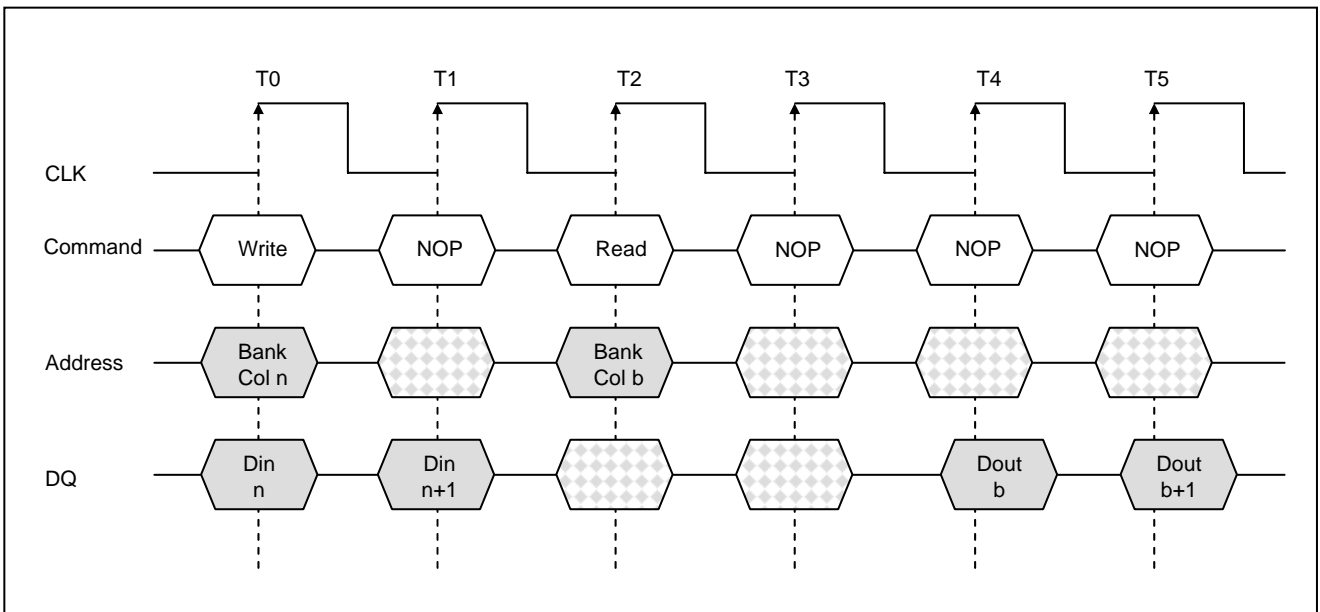 T0 T1 T2 T3 T4 T5
CLK
Command Write NOP Read NOP NOP NOP
Address Bank Col n Bank Col b
DQ Din n Din n+1 Dout b Dout b+1